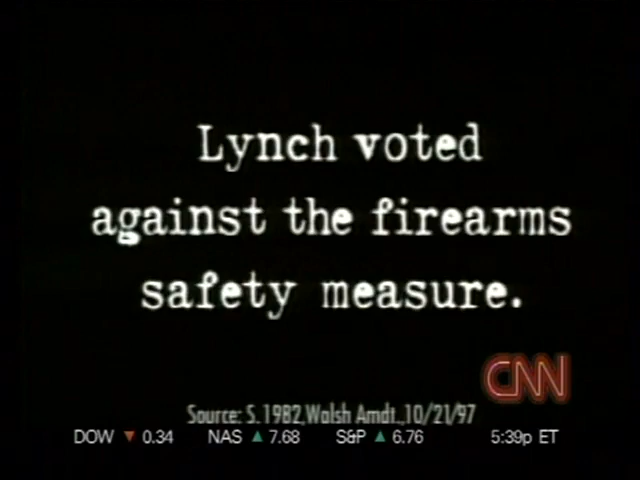 Lynch voted
against the firearms
safety measure.
CNN
Source: S. 1982, Walsh Amdt., 10/21/97
DOW ▼ 0.34 NAS ▲ 7.68 S&P ▲ 6.76 5:39p ET